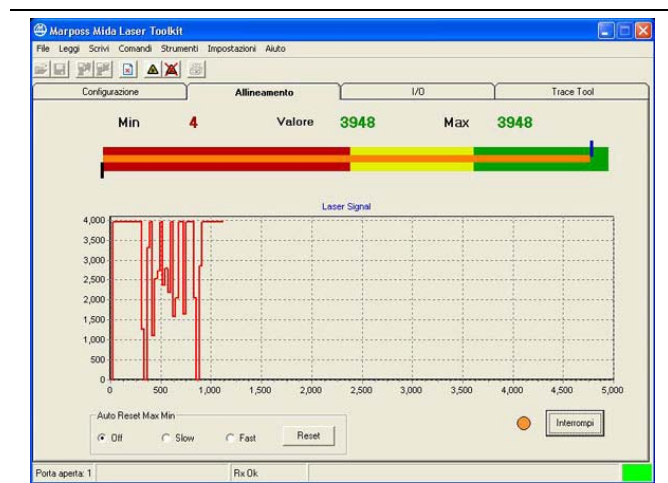 Marposs Mida Laser Toolkit
File Leggi Scrivi Comandi Strumenti Impostazioni Aiuto
Configurazione Allineamento I/O Trace Tool
Min 4 Valore 3948 Max 3948
Laser Signal
4,000
3,500
3,000
2,500
2,000
1,500
1,000
500
0
0 500 1,000 1,500 2,000 2,500 3,000 3,500 4,000 4,500 5,000
Auto Reset Max Min
Off Slow Fast Reset
Interrompi
Porta aperta: 1 Rx Ok